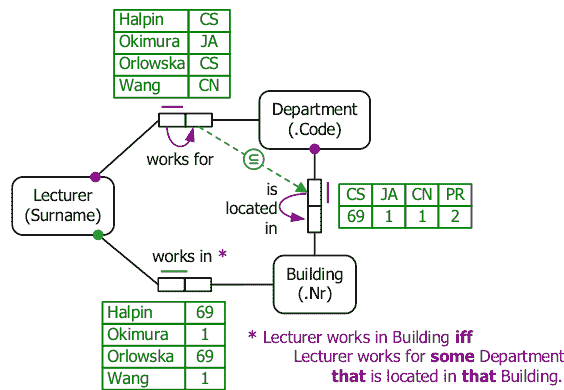 Halpin CS
Okimura JA
Orlowska CS
Wang CN
Department
(.Code)
works for
⊆
is
located
in
CS JA CN PR
69 1 1 2
Lecturer
(Surname)
works in *
Building
(.Nr)
Halpin 69
Okimura 1
Orlowska 69
Wang 1
* Lecturer works in Building iff
Lecturer works for some Department
that is located in that Building.